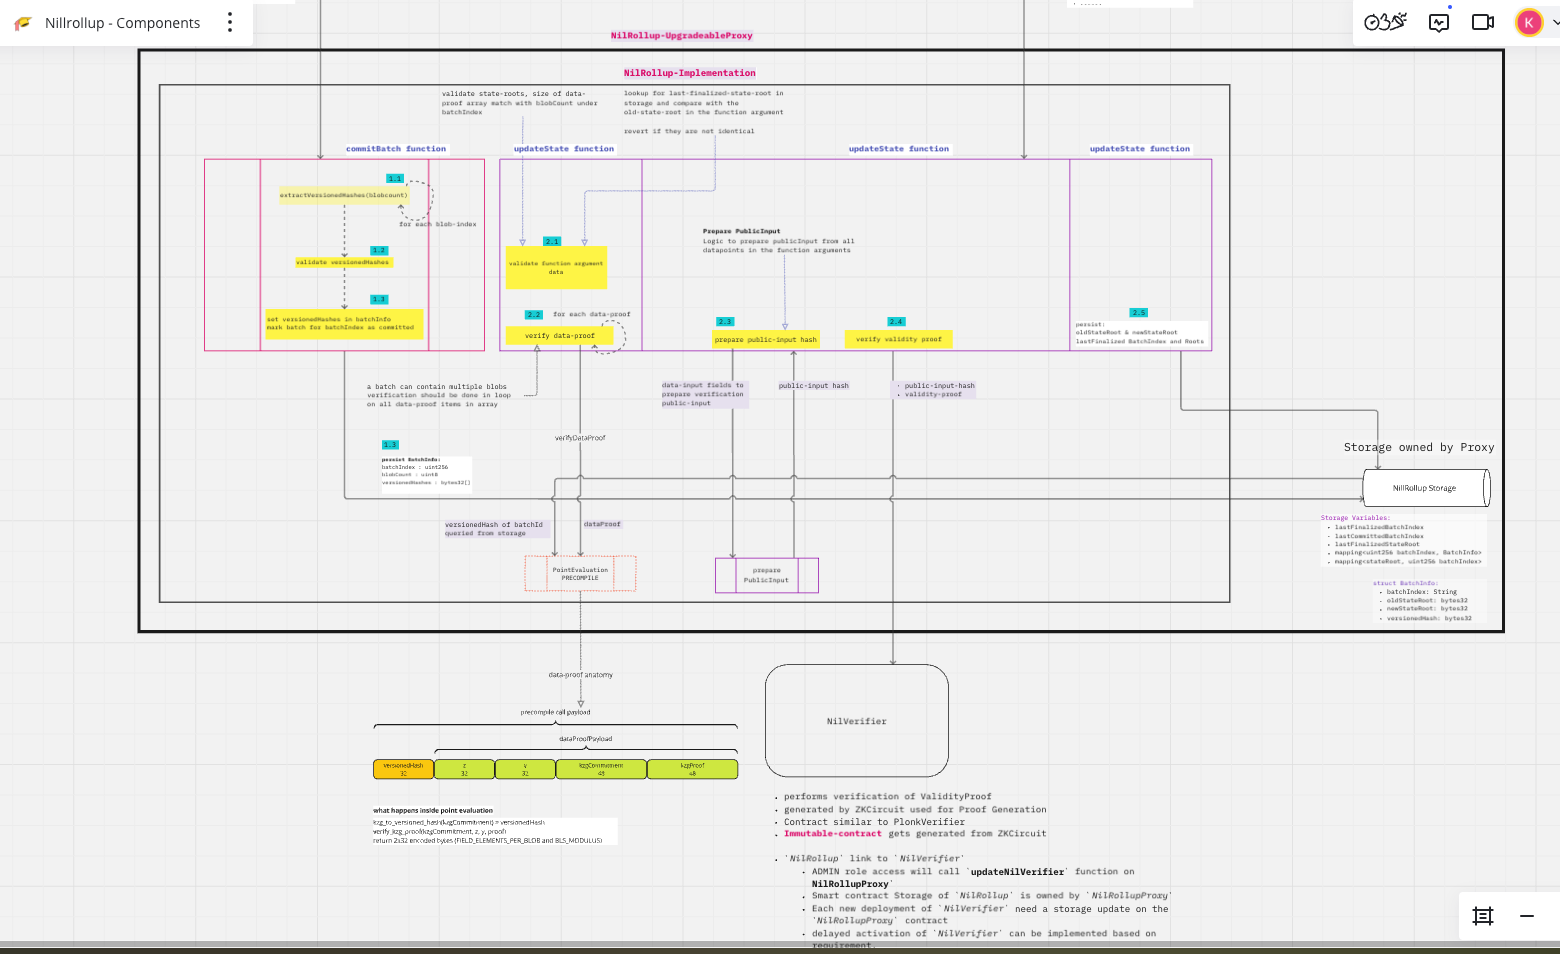 Nillrollup - Components
K
NilRollup-UpgradeableProxy
NilRollup-Implementation
validate state-roots, size of data-
proof array match with blobCount under
batchIndex
lookup for last-finalized-state-root in
storage and compare with the
old-state-root in the function argument
revert if they are not identical
commitBatch function
updateState function
updateState function
updateState function
1.1
extractVersionedHashes(blobcount)
for each blob-index
1.2
validate versionedHashes
1.3
set versionedHashes in batchInfo
mark batch for batchIndex as committed
2.1
validate function argument
data
2.2
for each data-proof
verify data-proof
Prepare PublicInput
Logic to prepare publicInput from all
datapoints in the function arguments
2.3
prepare public-input hash
2.4
verify validity proof
2.5
persist:
oldStateRoot & newStateRoot
lastFinalized BatchIndex and Roots
a batch can contain multiple blobs
verification should be done in loop
on all data-proof items in array
data-input fields to
prepare verification
public-input
public-input hash
· public-input-hash
· validity-proof
verifyDataProof
1.3
persist BatchInfo:
batchIndex : uint256
blobCount : uint8
versionedHashes : bytes32[]
Storage owned by Proxy
NillRollup Storage
versionedHash of batchId
queried from storage
dataProof
PointEvaluation
PRECOMPILE
prepare
PublicInput
Storage Variables:
· lastFinalizedBatchIndex
· lastCommittedBatchIndex
· lastFinalizedStateRoot
· mapping<uint256 batchIndex, BatchInfo>
· mapping<stateRoot, uint256 batchIndex>
struct BatchInfo:
· batchIndex: String
· oldStateRoot: bytes32
· newStateRoot: bytes32
· versionedHash: bytes32
data-proof anatomy
precompile call payload
dataProofPayload
versionedHash
32
z
32
y
32
kzgCommitment
48
kzgProof
48
what happens inside point evaluation
kzg_to_versioned_hash(kzgCommitment) = versionedHash
verify_kzg_proof(kzgCommitment, z, y, proof)
return 2x32 encoded bytes (FIELD_ELEMENTS_PER_BLOB and BLS_MODULUS)
NilVerifier
· performs verification of ValidityProof
· generated by ZKCircuit used for Proof Generation
· Contract similar to PlonkVerifier
· Immutable-contract gets generated from ZKCircuit
· `NilRollup` link to `NilVerifier`
· ADMIN role access will call `updateNilVerifier` function on
NilRollupProxy`
· Smart contract Storage of `NilRollup` is owned by `NilRollupProxy`
· Each new deployment of `NilVerifier` need a storage update on the
`NilRollupProxy` contract
· delayed activation of `NilVerifier` can be implemented based on
requirement.